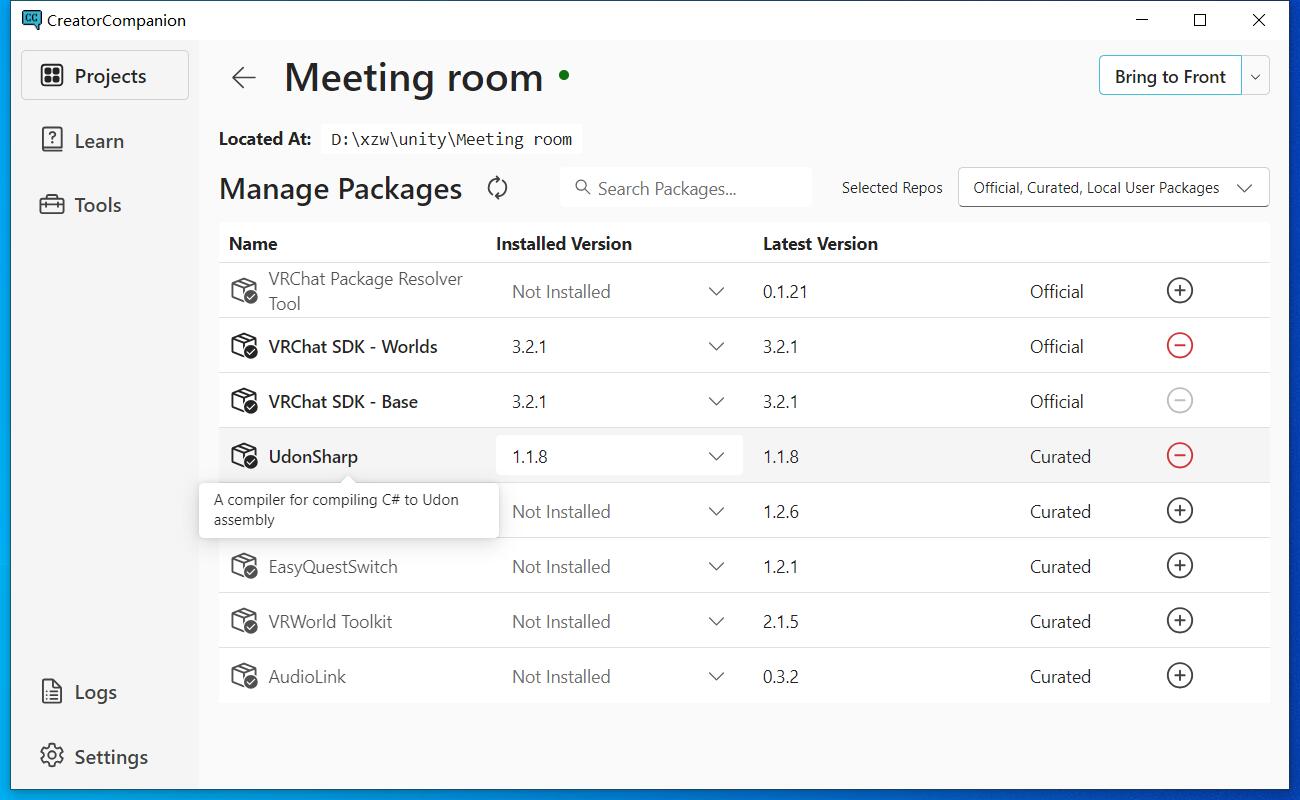 CC CreatorCompanion
Projects
Learn
Tools
Logs
Settings
Meeting room
Bring to Front
Located At: D:\xzw\unity\Meeting room
Manage Packages
Search Packages...
Selected Repos
Official, Curated, Local User Packages
Name Installed Version Latest Version
VRChat Package Resolver
Tool
Not Installed 0.1.21 Official
VRChat SDK - Worlds 3.2.1 3.2.1 Official
VRChat SDK - Base 3.2.1 3.2.1 Official
UdonSharp 1.1.8 1.1.8 Curated
A compiler for compiling C# to Udon
assembly
Not Installed 1.2.6 Curated
EasyQuestSwitch Not Installed 1.2.1 Curated
VRWorld Toolkit Not Installed 2.1.5 Curated
AudioLink Not Installed 0.3.2 Curated